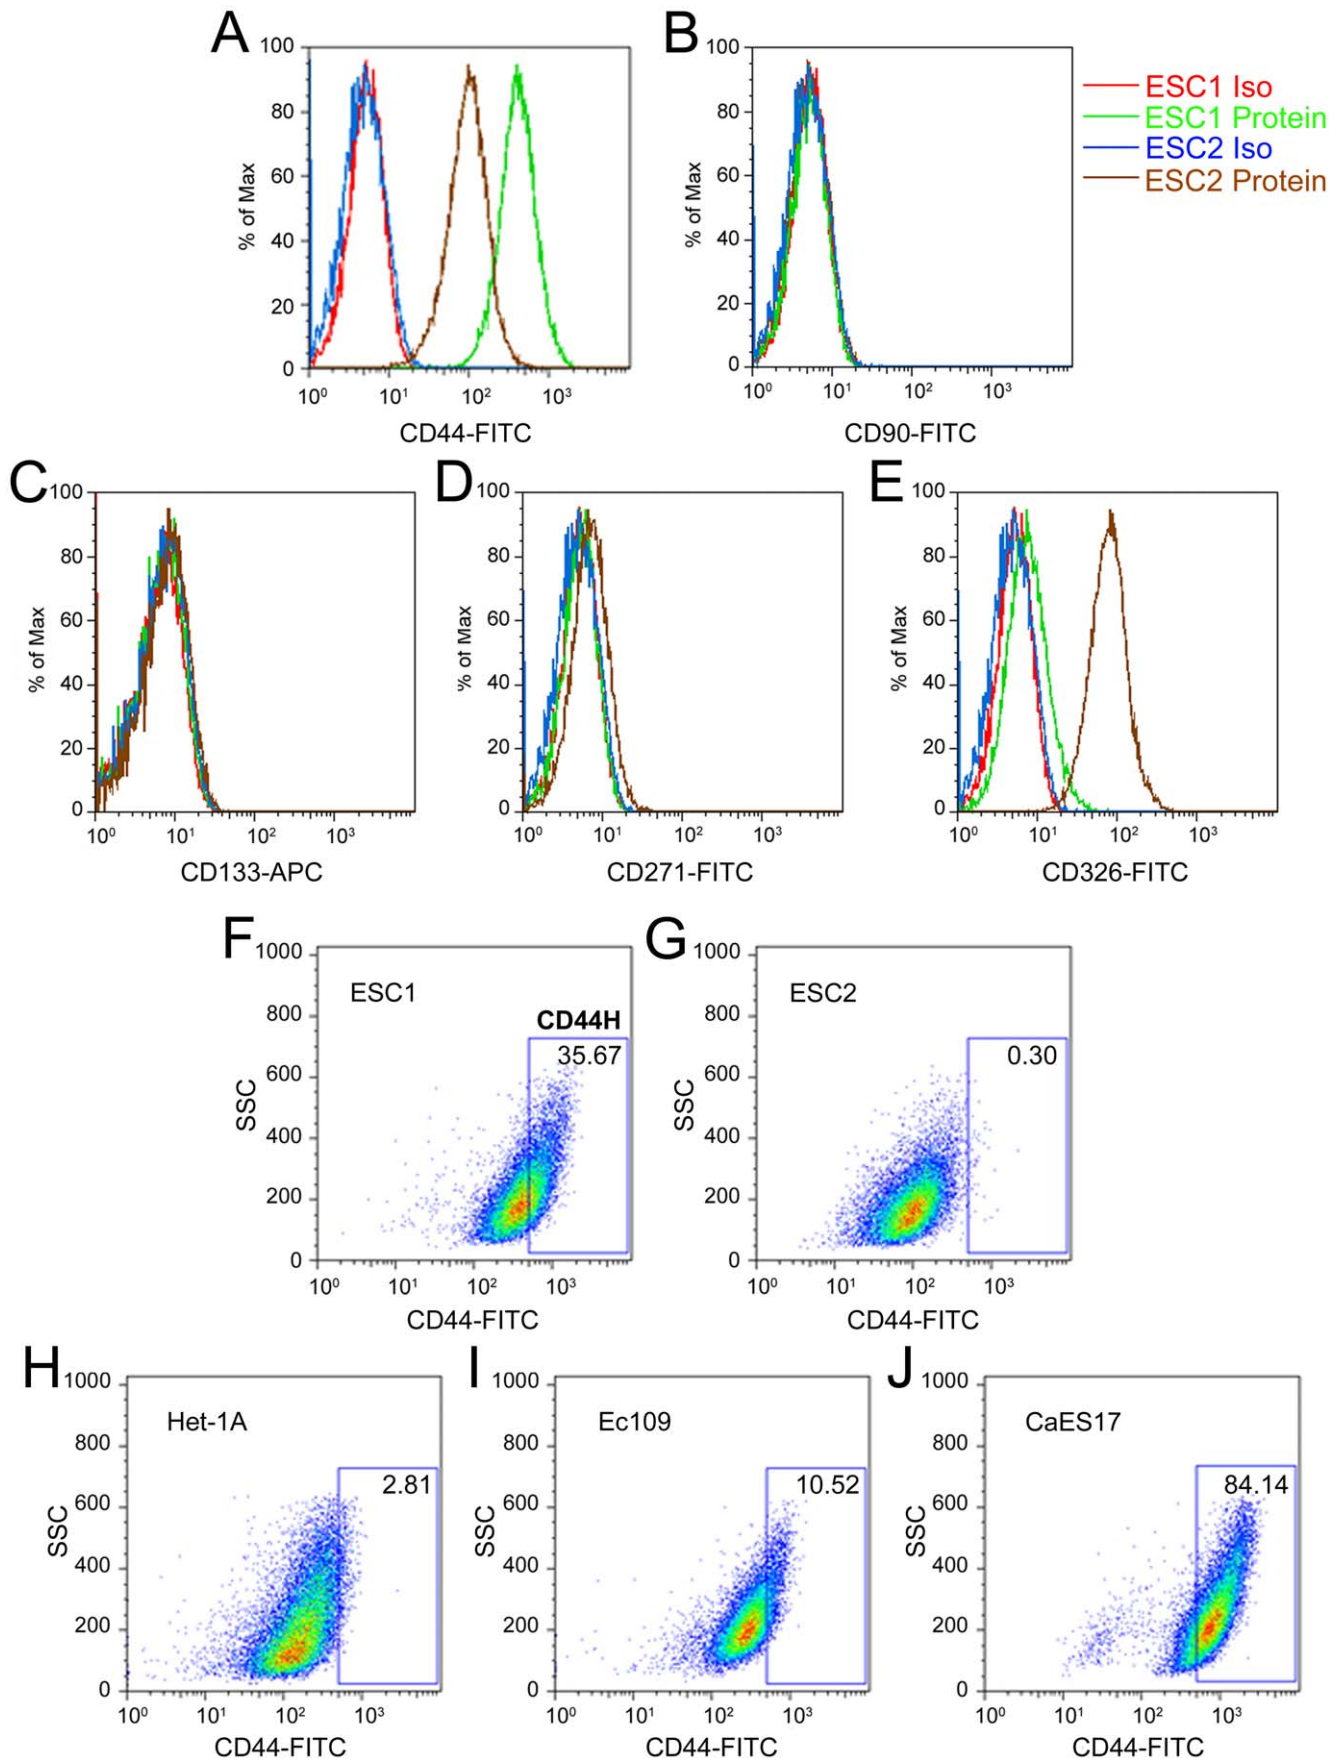 A
100
80
60
40
20
0
% of Max
10⁰ 10¹ 10² 10³
CD44-FITC
B
100
80
60
40
20
0
% of Max
10⁰ 10¹ 10² 10³
CD90-FITC
ESC1 Iso
ESC1 Protein
ESC2 Iso
ESC2 Protein
C
100
80
60
40
20
0
% of Max
10⁰ 10¹ 10² 10³
CD133-APC
D
100
80
60
40
20
0
% of Max
10⁰ 10¹ 10² 10³
CD271-FITC
E
100
80
60
40
20
0
% of Max
10⁰ 10¹ 10² 10³
CD326-FITC
F
1000
800
600
400
200
0
SSC
ESC1
CD44H
35.67
10⁰ 10¹ 10² 10³
CD44-FITC
G
1000
800
600
400
200
0
SSC
ESC2
0.30
10⁰ 10¹ 10² 10³
CD44-FITC
H
1000
800
600
400
200
0
SSC
Het-1A
2.81
10⁰ 10¹ 10² 10³
CD44-FITC
I
1000
800
600
400
200
0
SSC
Ec109
10.52
10⁰ 10¹ 10² 10³
CD44-FITC
J
1000
800
600
400
200
0
SSC
CaES17
84.14
10⁰ 10¹ 10² 10³
CD44-FITC